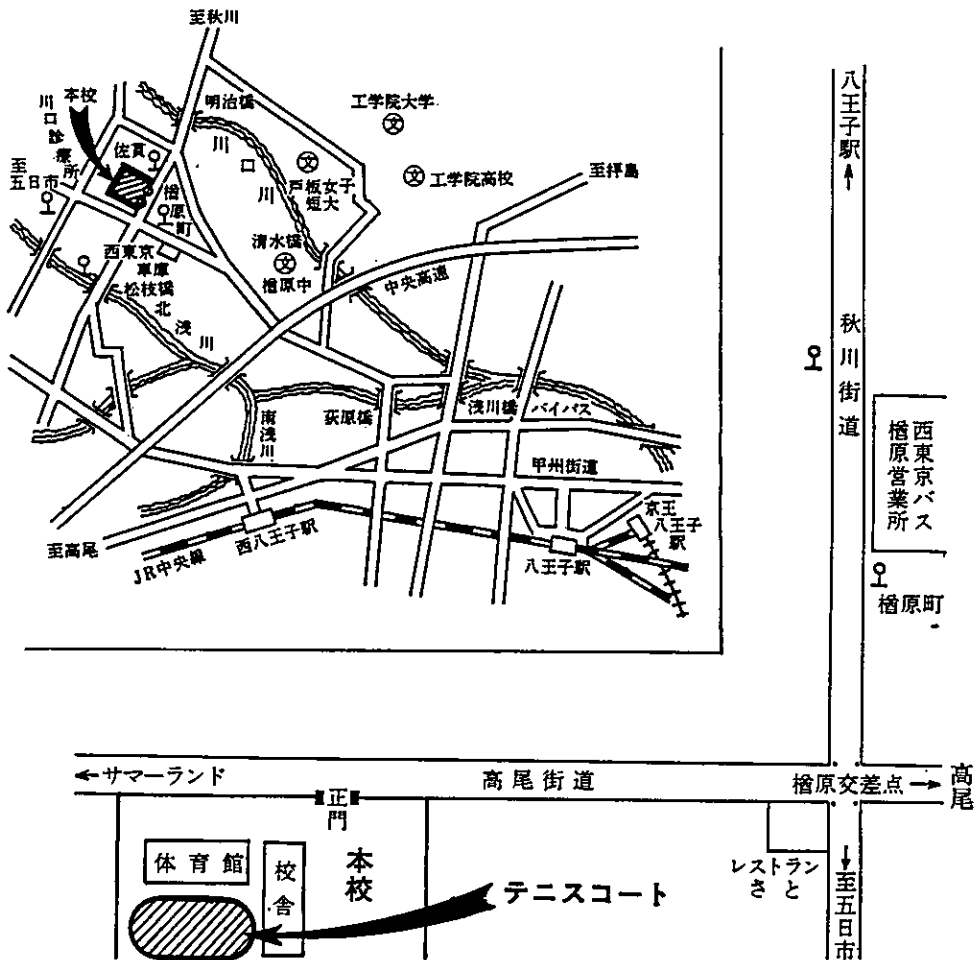 至秋川
本校
川口診療所
佐貫
至五日市
楢原町
明治橋
川口川
工学院大学
文
文
戸板女子
短大
文
工学院高校
至拝島
清水橋
文
楢原中
中央高速
西東京
車庫
松枝橋
北浅川
南浅川
荻原橋
浅川橋
バイパス
甲州街道
京王
八王子
駅
八王子駅
西八王子駅
至高尾
JR中央線
八王子駅→
秋川街道
西東京バス
楢原営業所
楢原町
←サマーランド
高尾街道
楢原交差点→
高尾
正門
体育館
校舎
本校
テニスコート
レストラン
さと
→至五日市